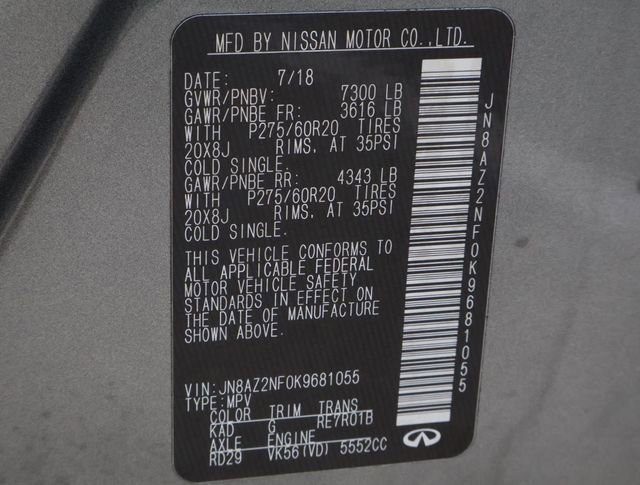 MFD BY NISSAN MOTOR CO.,LTD.
DATE: 7/18
GVWR/PNBV: 7300 LB
GAWR/PNBE FR: 3616 LB
WITH P275/60R20 TIRES
20X8J RIMS, AT 35PSI
COLD SINGLE.
GAWR/PNBE RR: 4343 LB
WITH P275/60R20 TIRES
20X8J RIMS, AT 35PSI
COLD SINGLE.
THIS VEHICLE CONFORMS TO
ALL APPLICABLE FEDERAL
MOTOR VEHICLE SAFETY
STANDARDS IN EFFECT ON
THE DATE OF MANUFACTURE
SHOWN ABOVE.
VIN:JN8AZ2NF0K9681055
TYPE:MPV
COLOR TRIM TRANS
KAD G RE7R01B
AXLE ENGINE
RD29 VK56(VD) 5552CC
JN8AZ2NF0K9681055